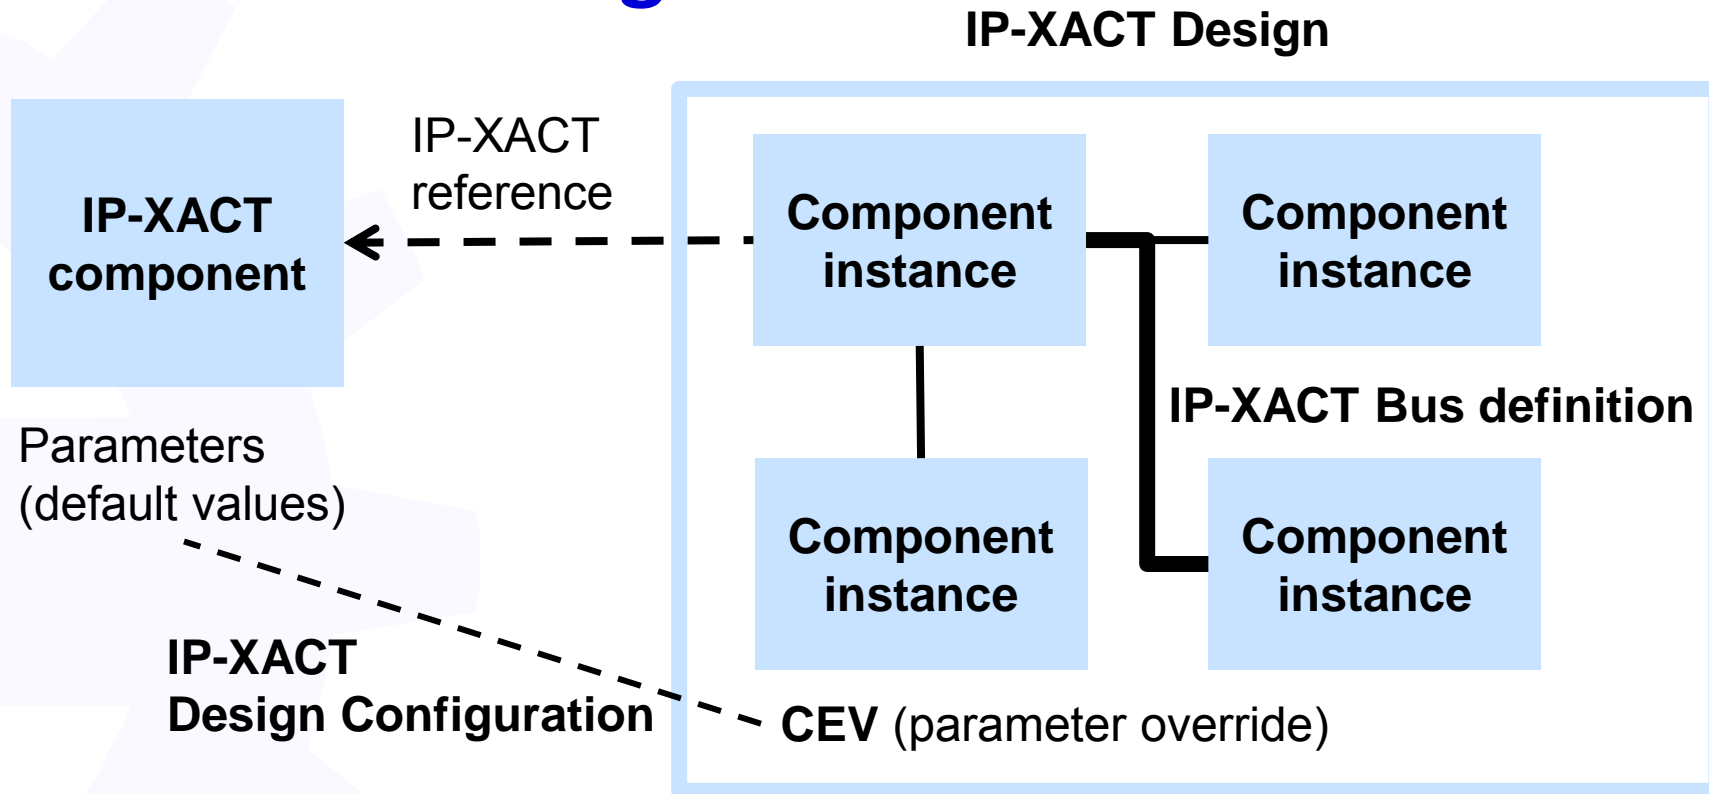 IP-XACT Design
IP-XACT
reference
IP-XACT
component
Component
instance
Component
instance
IP-XACT Bus definition
Parameters
(default values)
Component
instance
Component
instance
IP-XACT
Design Configuration
CEV (parameter override)